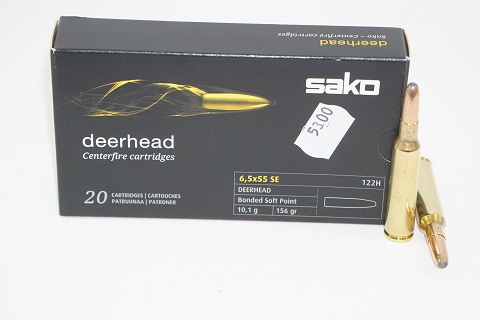 deerhead
Sako – Centerfire cartridges
sako
53.00
deerhead
Centerfire cartridges
6,5x55 SE 122H
DEERHEAD
Bonded Soft Point
10,1 g 156 gr
20 CARTRIDGES | CARTOUCHES
PATRUUNAA | PATRONER